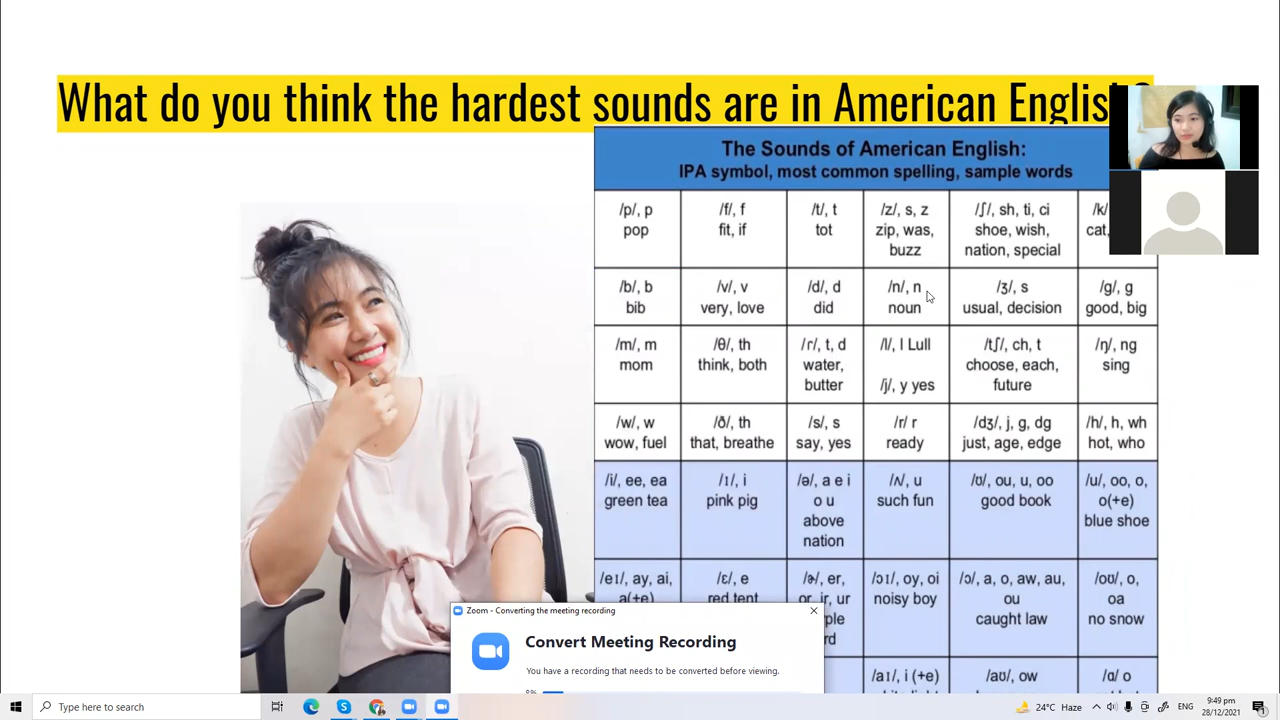 What do you think the hardest sounds are in American English?
The Sounds of American English:
IPA symbol, most common spelling, sample words
/p/, p
pop
/f/, f
fit, if
/t/, t
tot
/z/, s, z
zip, was,
buzz
/ʃ/, sh, ti, ci
shoe, wish,
nation, special
/k/
cat,
/b/, b
bib
/v/, v
very, love
/d/, d
did
/n/, n
noun
/ʒ/, s
usual, decision
/g/, g
good, big
/m/, m
mom
/θ/, th
think, both
/ɾ/, t, d
water,
butter
/l/, l Lull
/j/, y yes
/tʃ/, ch, t
choose, each,
future
/ŋ/, ng
sing
/w/, w
wow, fuel
/ð/, th
that, breathe
/s/, s
say, yes
/r/ r
ready
/dʒ/, j, g, dg
just, age, edge
/h/, h, wh
hot, who
/i/, ee, ea
green tea
/ɪ/, i
pink pig
/ə/, a e i
o u
above
nation
/ʌ/, u
such fun
/ʊ/, ou, u, oo
good book
/u/, oo, o,
o(+e)
blue shoe
/eɪ/, ay, ai,
a(+e)
/ɛ/, e
red tent
/ɚ/, er,
or, ir, ur
/ɔɪ/, oy, oi
noisy boy
/ɔ/, a, o, aw, au,
ou
caught law
/oʊ/, o,
oa
no snow
/aɪ/, i (+e)
/aʊ/, ow
/ɑ/ o
Zoom - Converting the meeting recording
Convert Meeting Recording
You have a recording that needs to be converted before viewing.
Type here to search
24°C Haze
ENG
9:49 pm
28/12/2021